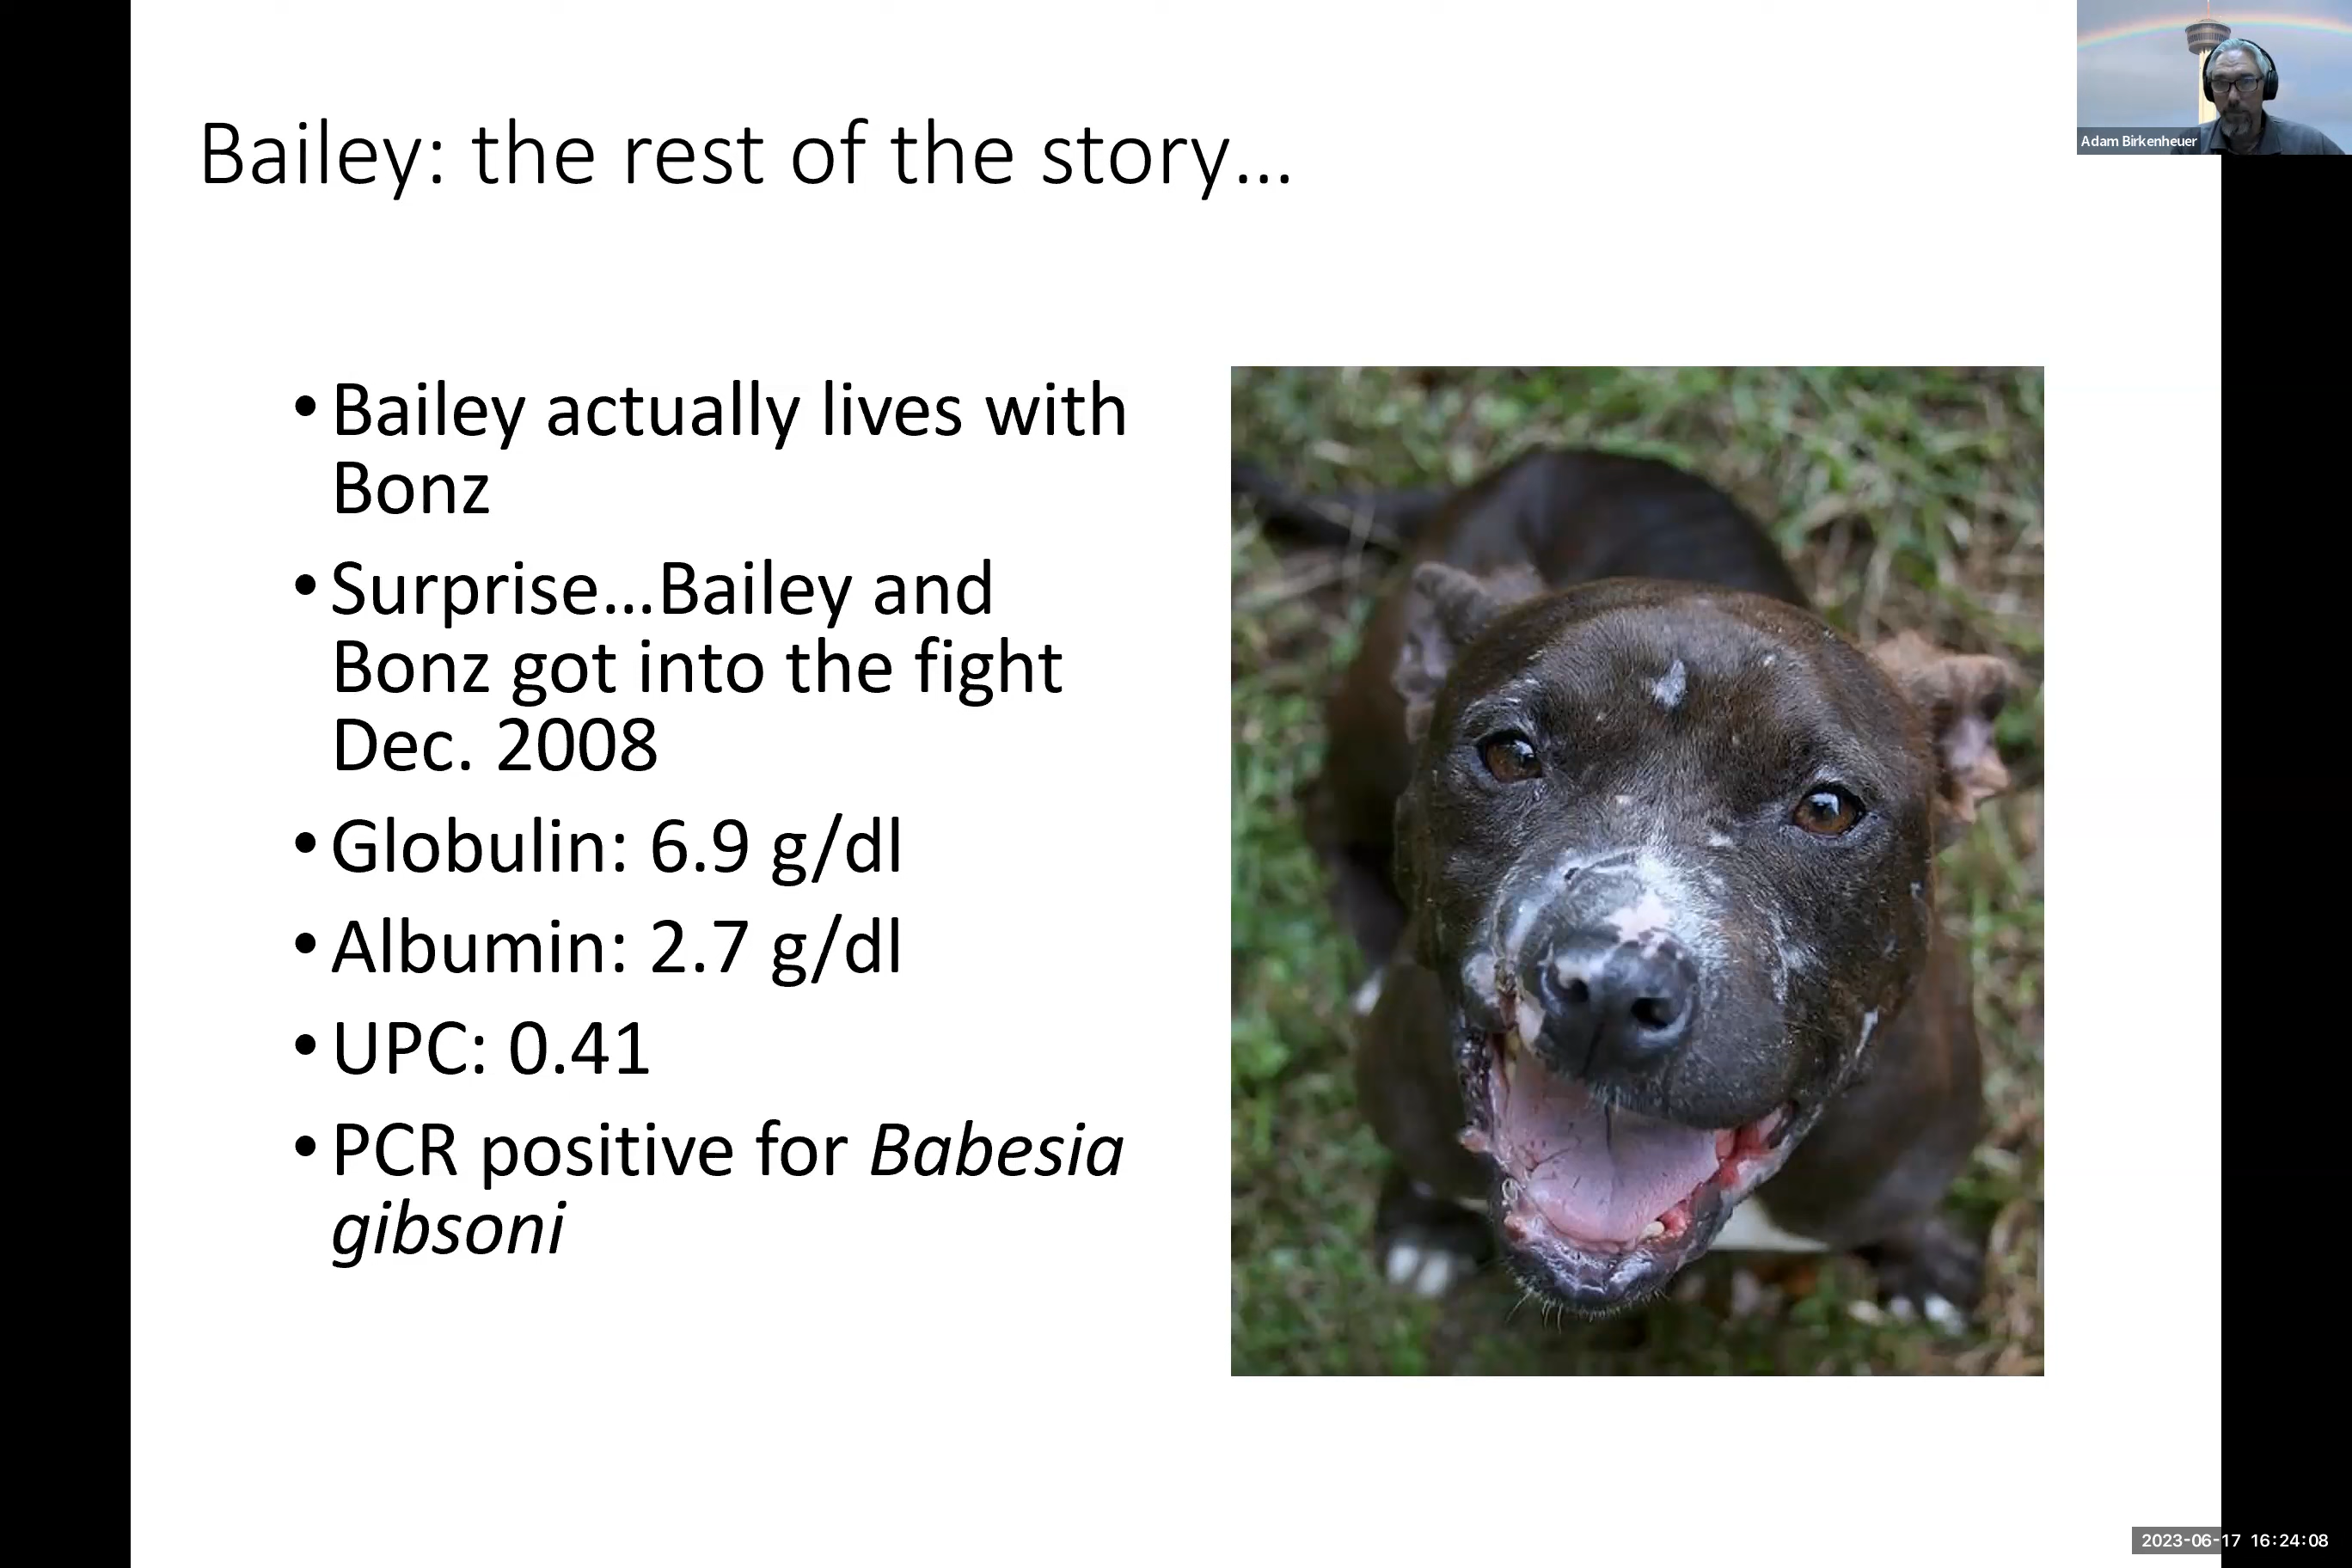 Bailey: the rest of the story...
Adam Birkenheuer
• Bailey actually lives with
Bonz
• Surprise...Bailey and
Bonz got into the fight
Dec. 2008
• Globulin: 6.9 g/dl
• Albumin: 2.7 g/dl
• UPC: 0.41
• PCR positive for Babesia
gibsoni
2023-06-17 16:24:08